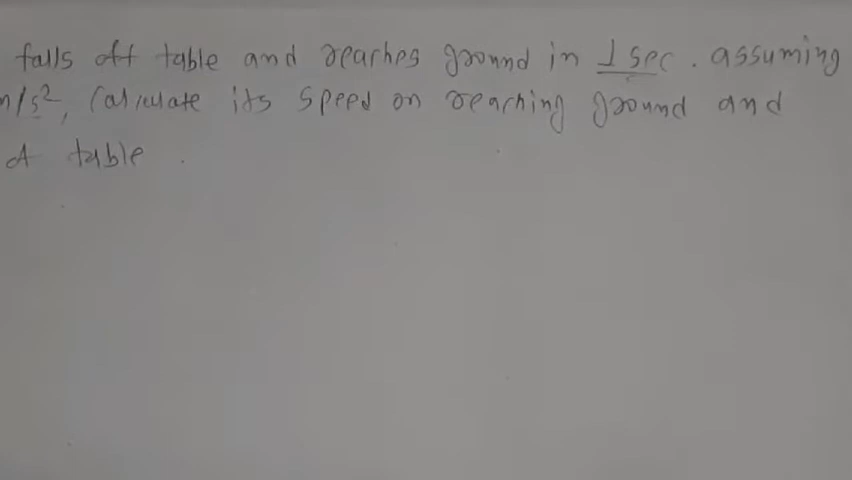 falls off table and reaches ground in 1 sec. assuming
m/s², Calculate its speed on reaching ground and
of table.